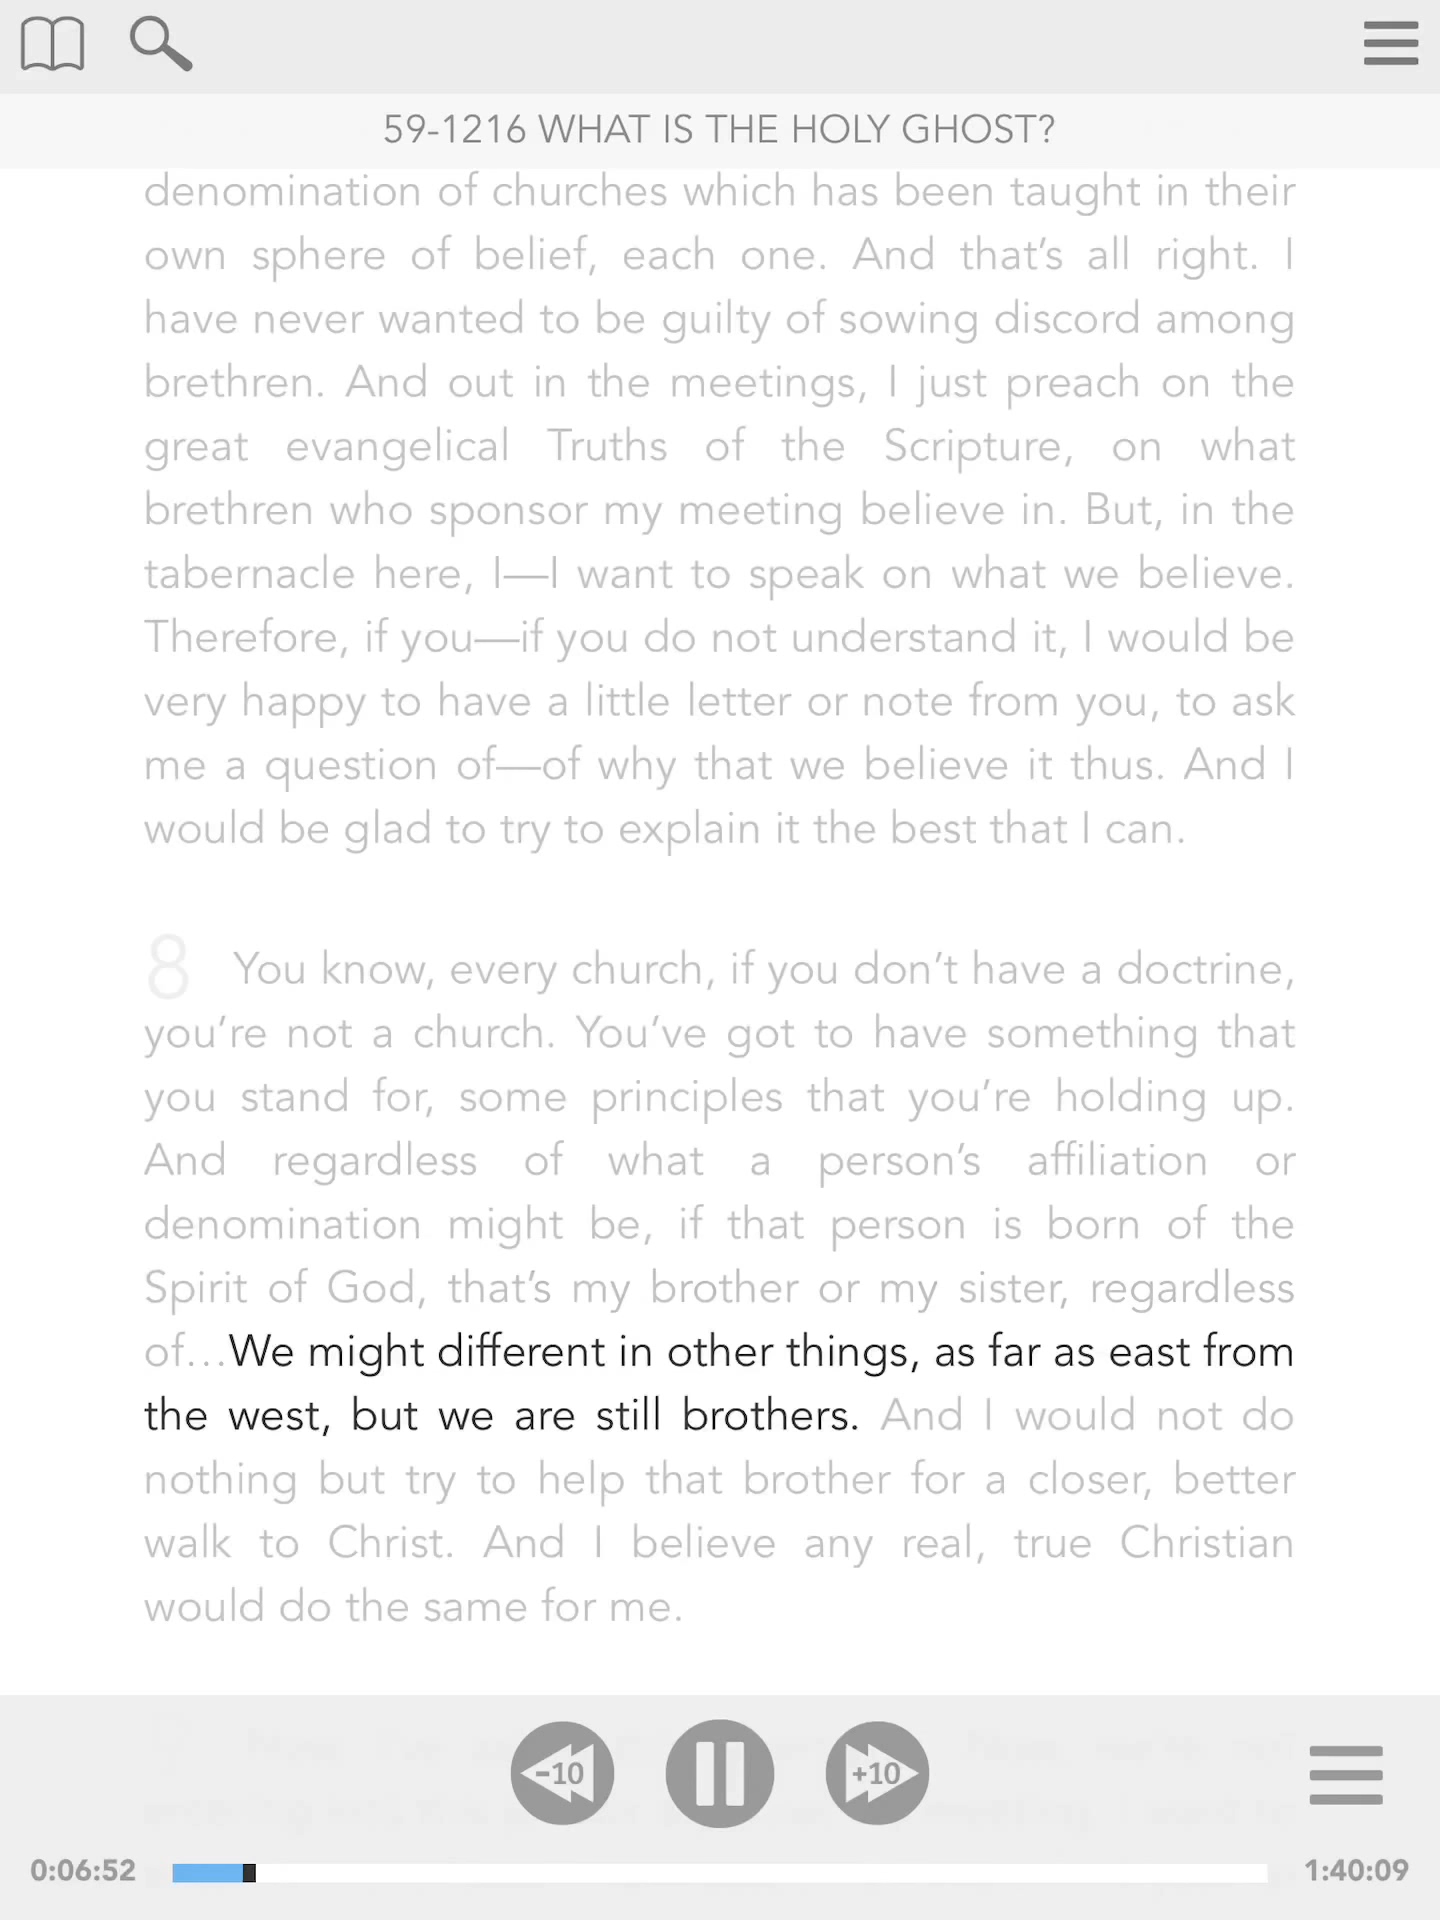 59-1216 WHAT IS THE HOLY GHOST?
denomination of churches which has been taught in their
own sphere of belief, each one. And that’s all right. I
have never wanted to be guilty of sowing discord among
brethren. And out in the meetings, I just preach on the
great evangelical Truths of the Scripture, on what
brethren who sponsor my meeting believe in. But, in the
tabernacle here, I—I want to speak on what we believe.
Therefore, if you—if you do not understand it, I would be
very happy to have a little letter or note from you, to ask
me a question of—of why that we believe it thus. And I
would be glad to try to explain it the best that I can.
8 You know, every church, if you don’t have a doctrine,
you’re not a church. You’ve got to have something that
you stand for, some principles that you’re holding up.
And regardless of what a person’s affiliation or
denomination might be, if that person is born of the
Spirit of God, that’s my brother or my sister, regardless
of…We might different in other things, as far as east from
the west, but we are still brothers. And I would not do
nothing but try to help that brother for a closer, better
walk to Christ. And I believe any real, true Christian
would do the same for me.
-10 +10
0:06:52 1:40:09